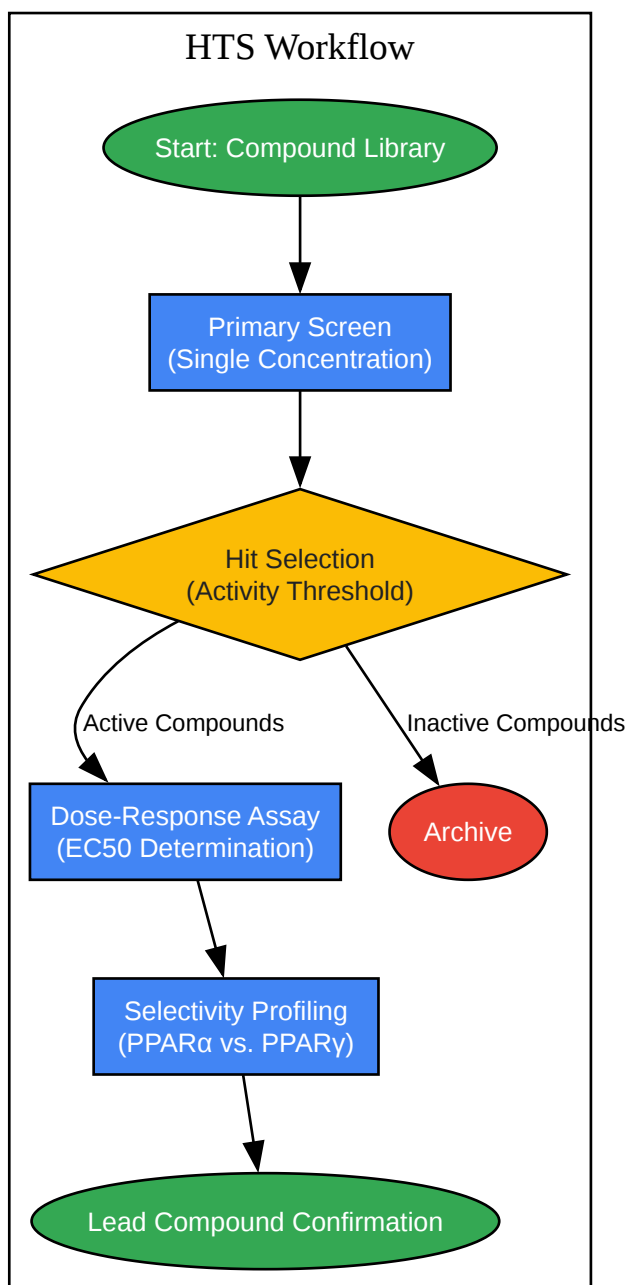 HTS Workflow
Start: Compound Library
Primary Screen
(Single Concentration)
Hit Selection
(Activity Threshold)
Active Compounds
Inactive Compounds
Dose-Response Assay
(EC50 Determination)
Archive
Selectivity Profiling
(PPARα vs. PPARγ)
Lead Compound Confirmation